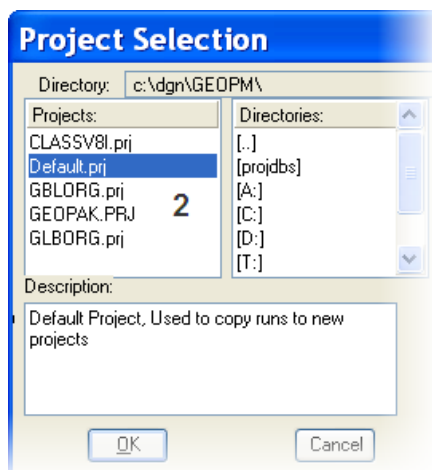 Project Selection
Directory: c:\dgn\GEOPM\
Projects: Directories:
CLASSV8I.prj [..]
Default.prj [projdbs]
GBLORG.prj [A:]
GEOPAK.PRJ 2 [C:]
GLBORG.prj [D:]
[T:]
Description:
Default Project, Used to copy runs to new
projects
OK Cancel